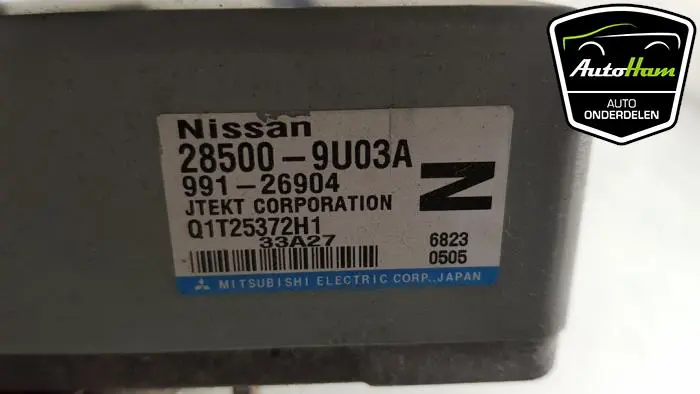 AutoHam
AUTO
ONDERDELEN
Nissan
28500-9U03A
991-26904
JTEKT CORPORATION
Q1T25372H1
33A27
N
6823
0505
MITSUBISHI ELECTRIC CORP., JAPAN